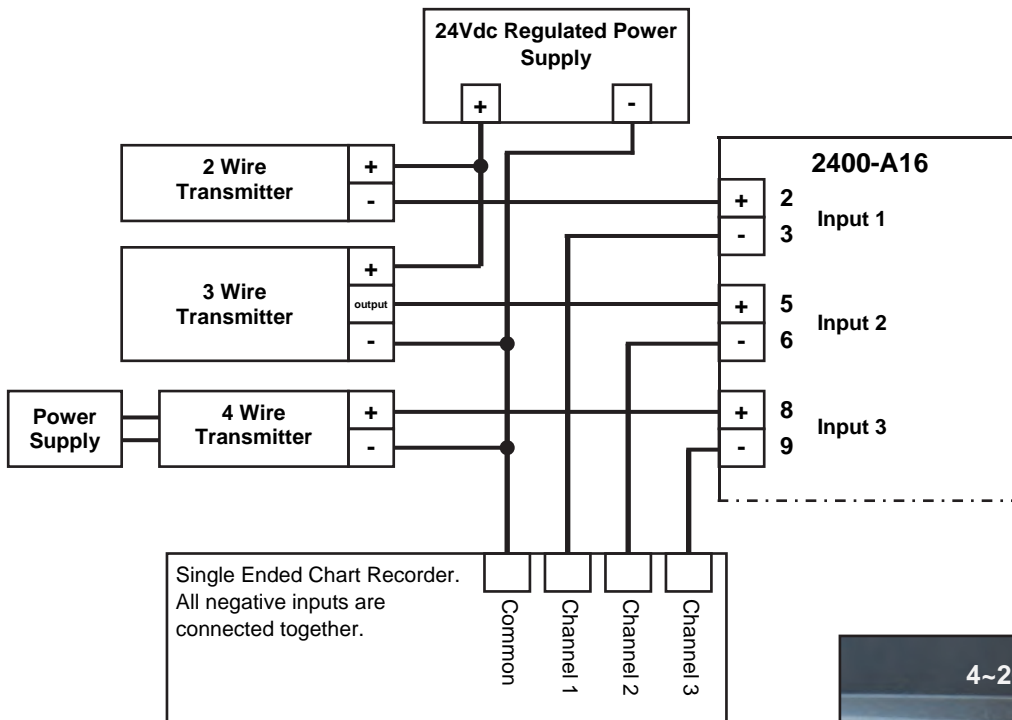 24Vdc Regulated Power
Supply
+
-
2 Wire
Transmitter
+
-
3 Wire
Transmitter
+
output
-
Power
Supply
4 Wire
Transmitter
+
-
2400-A16
+
2
-
3
Input 1
+
5
-
6
Input 2
+
8
-
9
Input 3
Single Ended Chart Recorder.
All negative inputs are
connected together.
Common
Channel 1
Channel 2
Channel 3
4~2